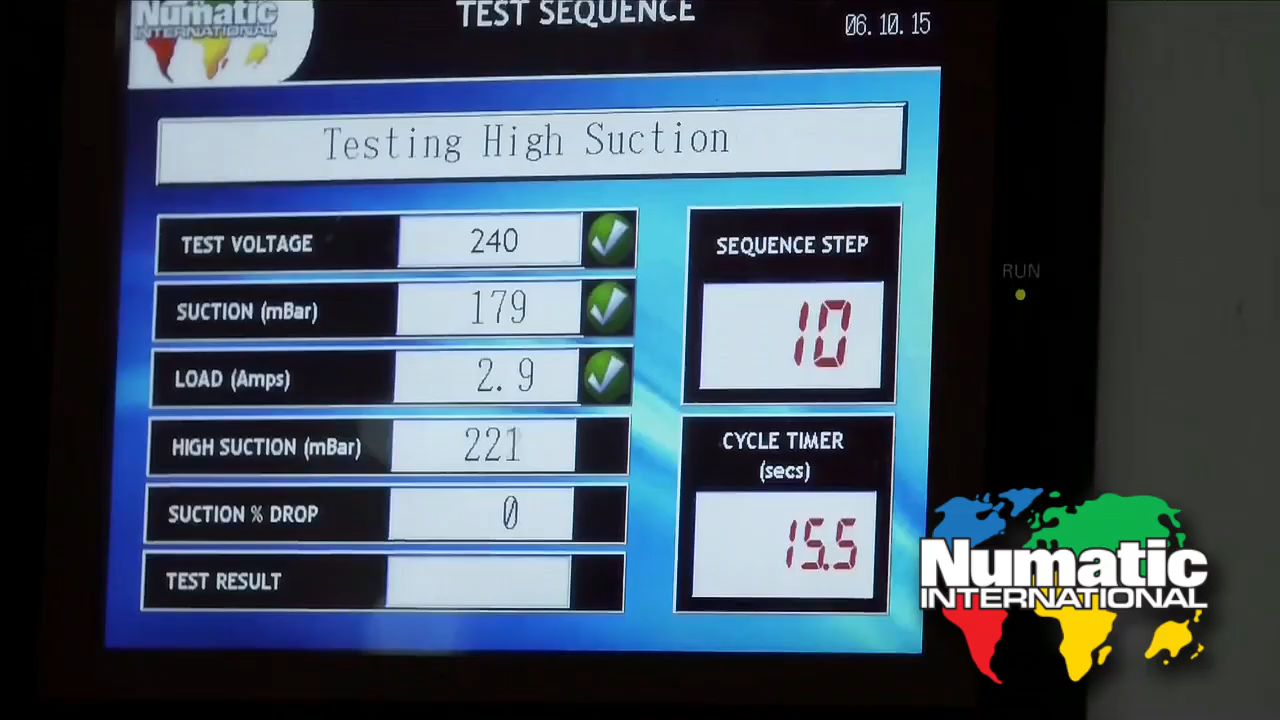 Numatic
INTERNATIONAL
TEST SEQUENCE
06.10.15
Testing High Suction
TEST VOLTAGE 240
SUCTION (mBar) 179
LOAD (Amps) 2.9
HIGH SUCTION (mBar) 221
SUCTION % DROP 0
TEST RESULT
SEQUENCE STEP
10
CYCLE TIMER
(secs)
15.5
RUN
Numatic
INTERNATIONAL